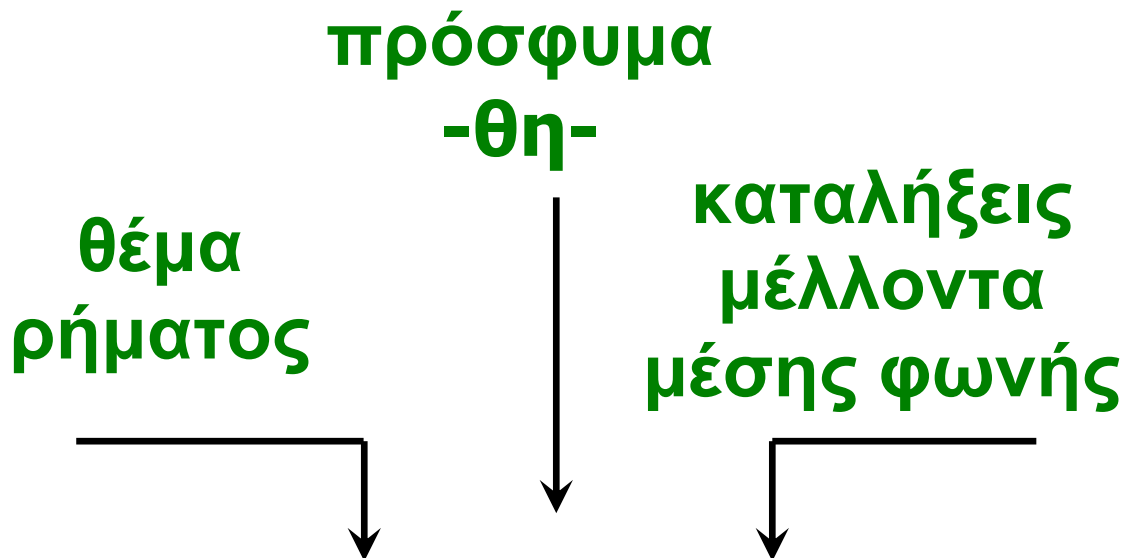 πρόσφυμα
-θη-
θέμα
ρήματος
καταλήξεις
μέλλοντα
μέσης φωνής